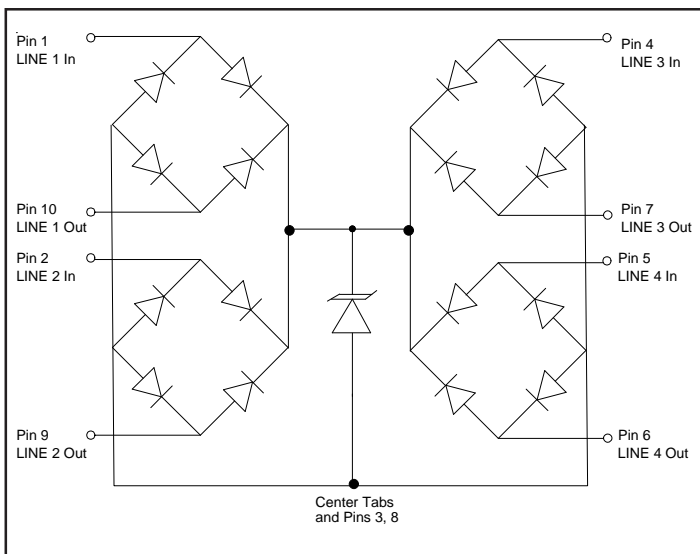 Pin 1
LINE 1 In
Pin 4
LINE 3 In
Pin 10
LINE 1 Out
Pin 7
LINE 3 Out
Pin 2
LINE 2 In
Pin 5
LINE 4 In
Pin 9
LINE 2 Out
Pin 6
LINE 4 Out
Center Tabs
and Pins 3, 8